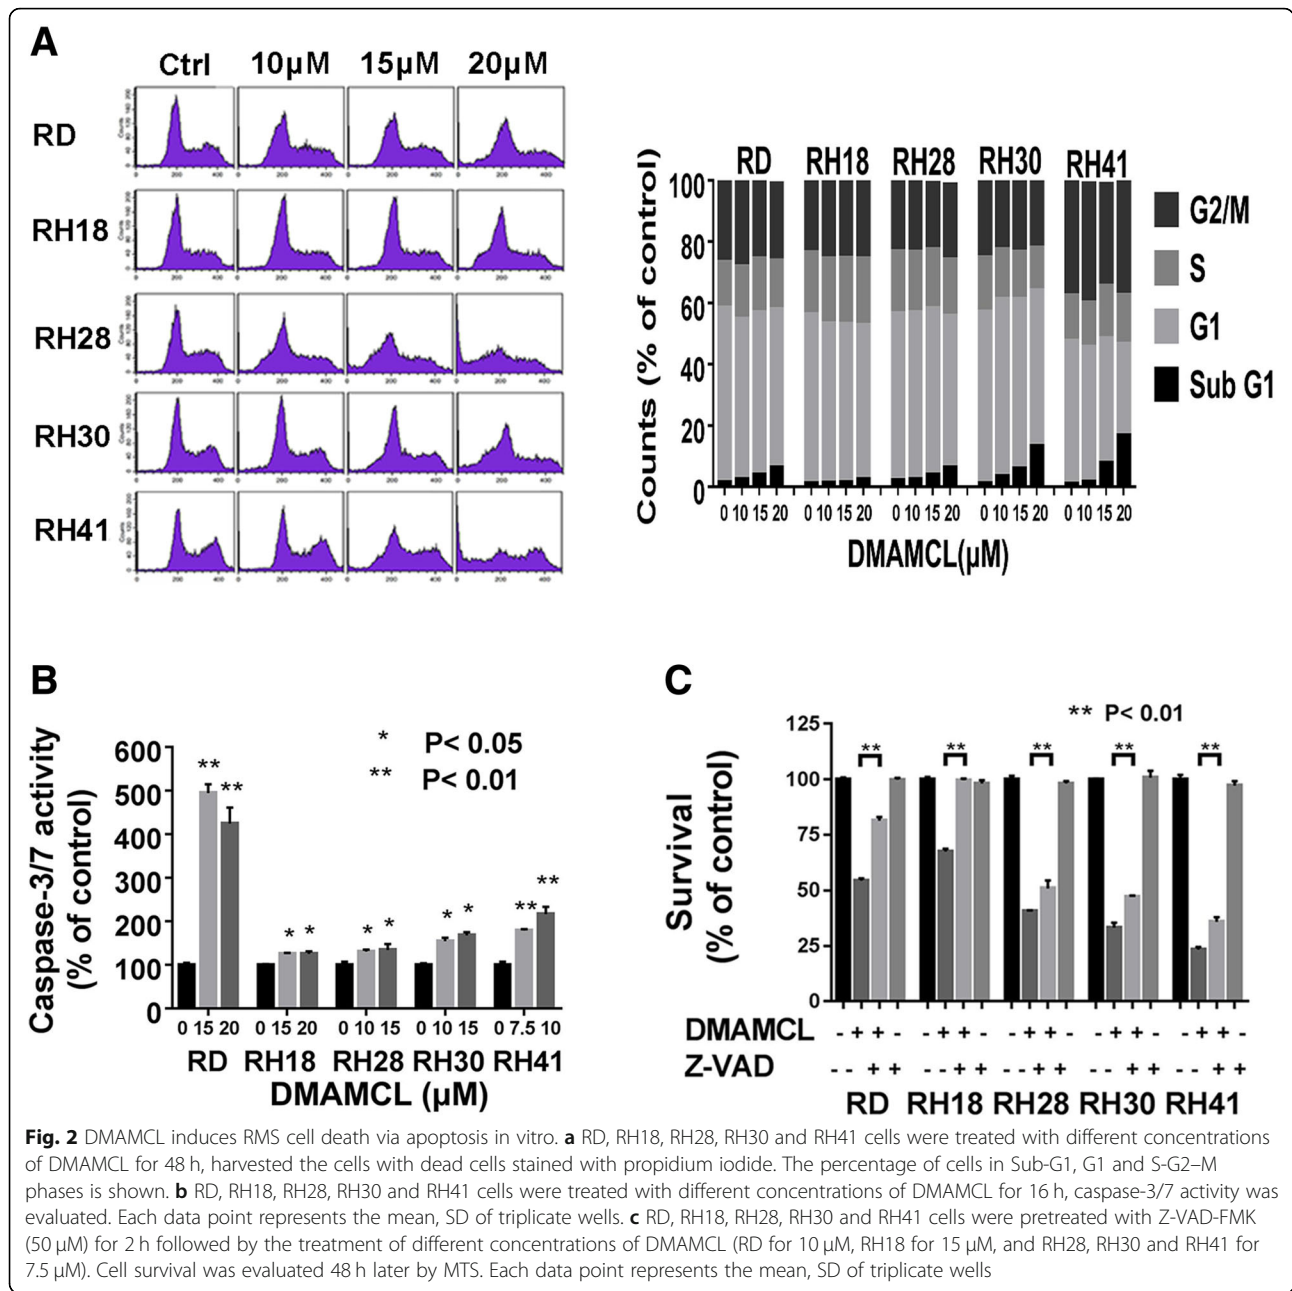 A
Ctrl 10µM 15µM 20µM
RD
RH18
RH28
RH30
RH41
Counts
0 200 400
Counts (% of control)
100
80
60
40
20
0
RD RH18 RH28 RH30 RH41
G2/M
S
G1
Sub G1
0 10 15 20 0 10 15 20 0 10 15 20 0 10 15 20 0 10 15 20
DMAMCL(µM)
B
Caspase-3/7 activity
(% of control)
600
500
400
300
200
100
0
* P< 0.05
** P< 0.01
** ** * * * * * * ** **
0 15 20 0 15 20 0 10 15 0 10 15 0 7.5 10
RD RH18 RH28 RH30 RH41
DMAMCL (µM)
C
** P< 0.01
Survival
(% of control)
125
100
75
50
25
0
** ** ** ** **
DMAMCL - + + - - + + - - + + - - + + - - + + -
Z-VAD - - + + - - + + - - + + - - + + - - + +
RD RH18 RH28 RH30 RH41
Fig. 2 DMAMCL induces RMS cell death via apoptosis in vitro. a RD, RH18, RH28, RH30 and RH41 cells were treated with different concentrations
of DMAMCL for 48 h, harvested the cells with dead cells stained with propidium iodide. The percentage of cells in Sub-G1, G1 and S-G2–M
phases is shown. b RD, RH18, RH28, RH30 and RH41 cells were treated with different concentrations of DMAMCL for 16 h, caspase-3/7 activity was
evaluated. Each data point represents the mean, SD of triplicate wells. c RD, RH18, RH28, RH30 and RH41 cells were pretreated with Z-VAD-FMK
(50 µM) for 2 h followed by the treatment of different concentrations of DMAMCL (RD for 10 µM, RH18 for 15 µM, and RH28, RH30 and RH41 for
7.5 µM). Cell survival was evaluated 48 h later by MTS. Each data point represents the mean, SD of triplicate wells